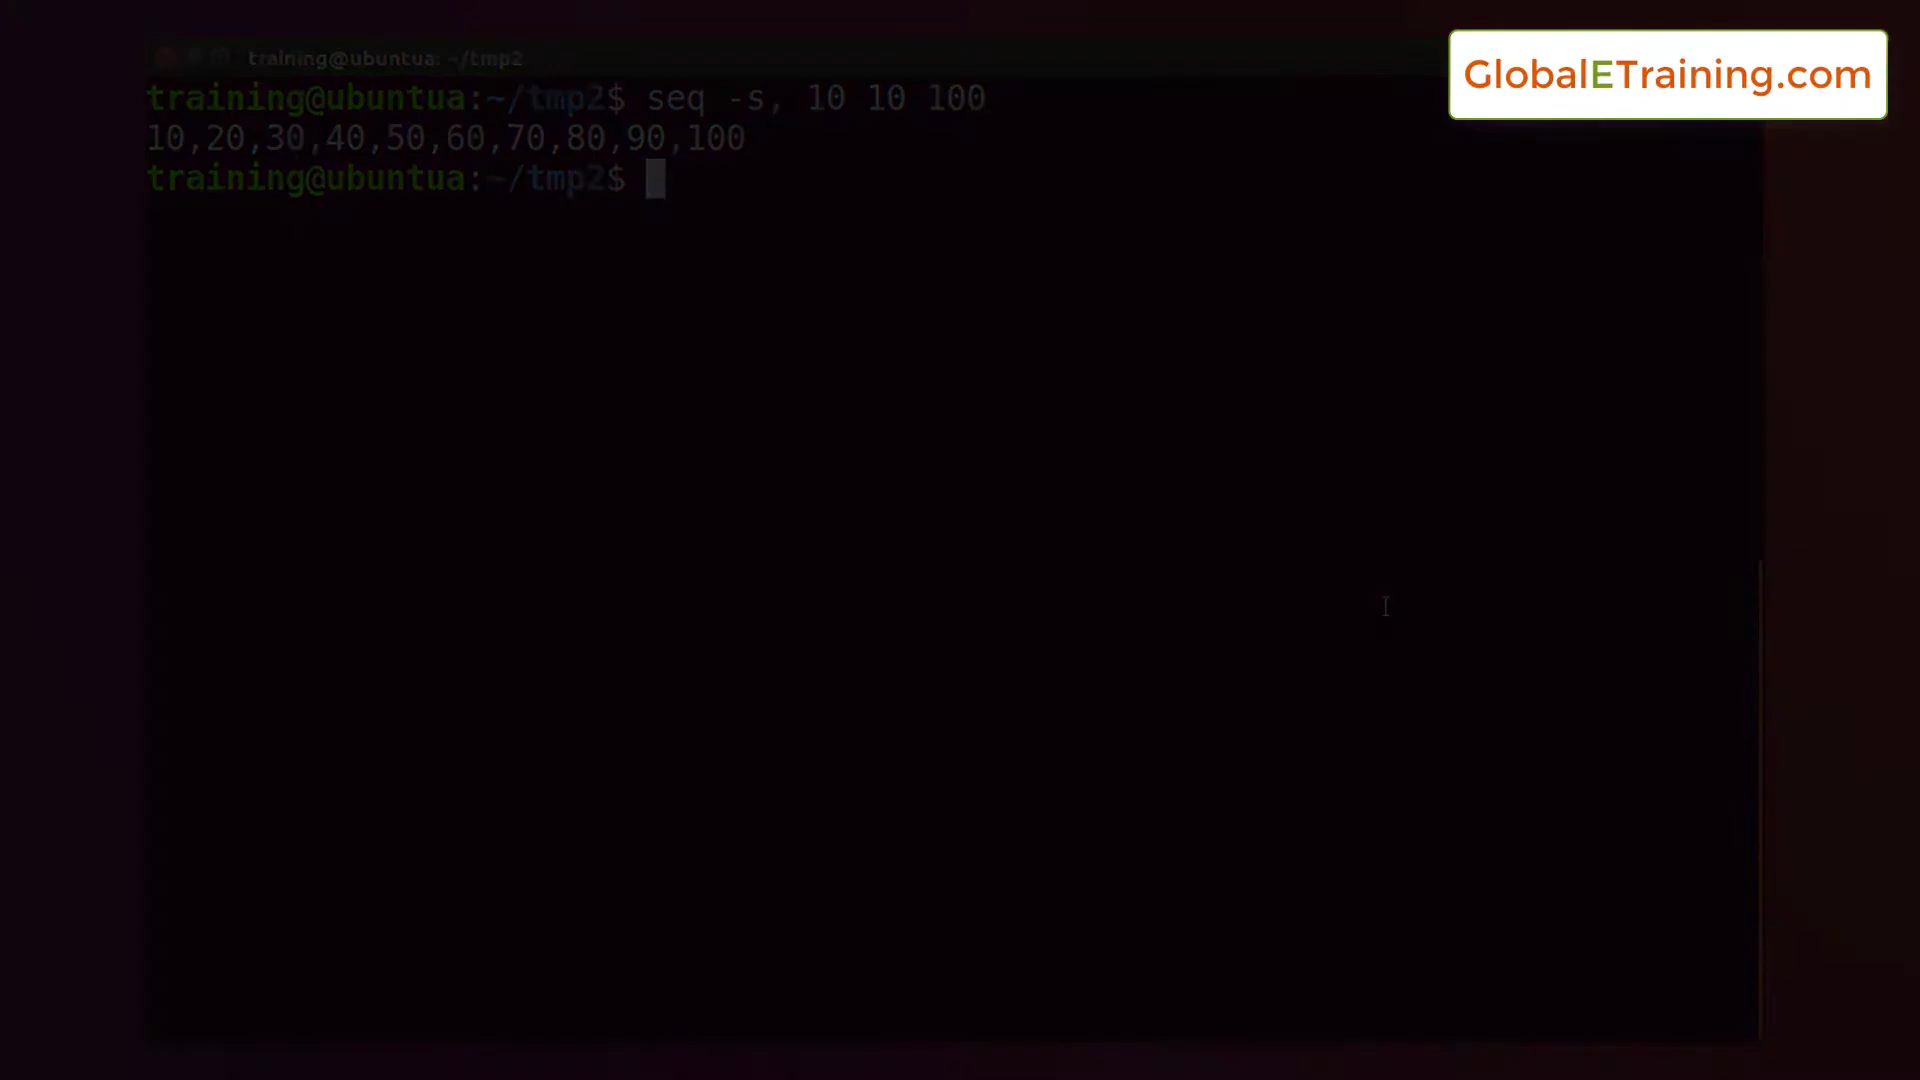 training@ubuntua: ~/tmp2
GlobalETraining.com
training@ubuntua:~/tmp2$ seq -s, 10 10 100
10,20,30,40,50,60,70,80,90,100
training@ubuntua:~/tmp2$